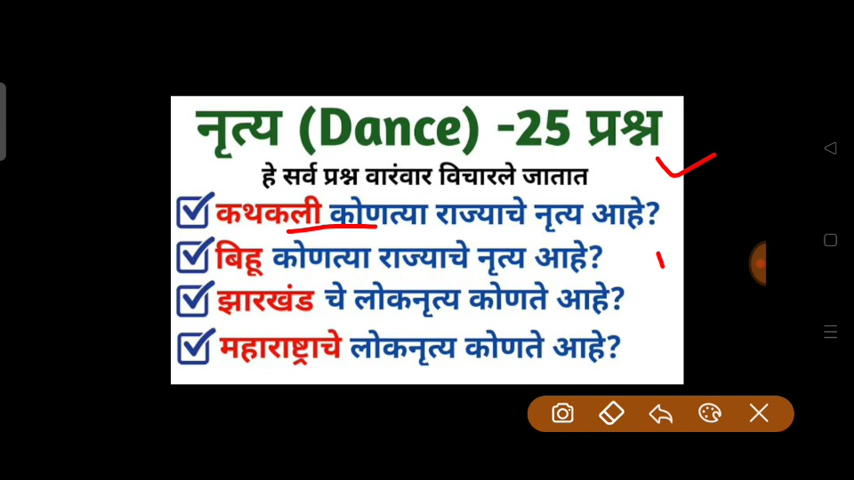 नृत्य (Dance) -25 प्रश्न
हे सर्व प्रश्न वारंवार विचारले जातात
कथकली कोणत्या राज्याचे नृत्य आहे?
बिहू कोणत्या राज्याचे नृत्य आहे?
झारखंड चे लोकनृत्य कोणते आहे?
महाराष्ट्राचे लोकनृत्य कोणते आहे?